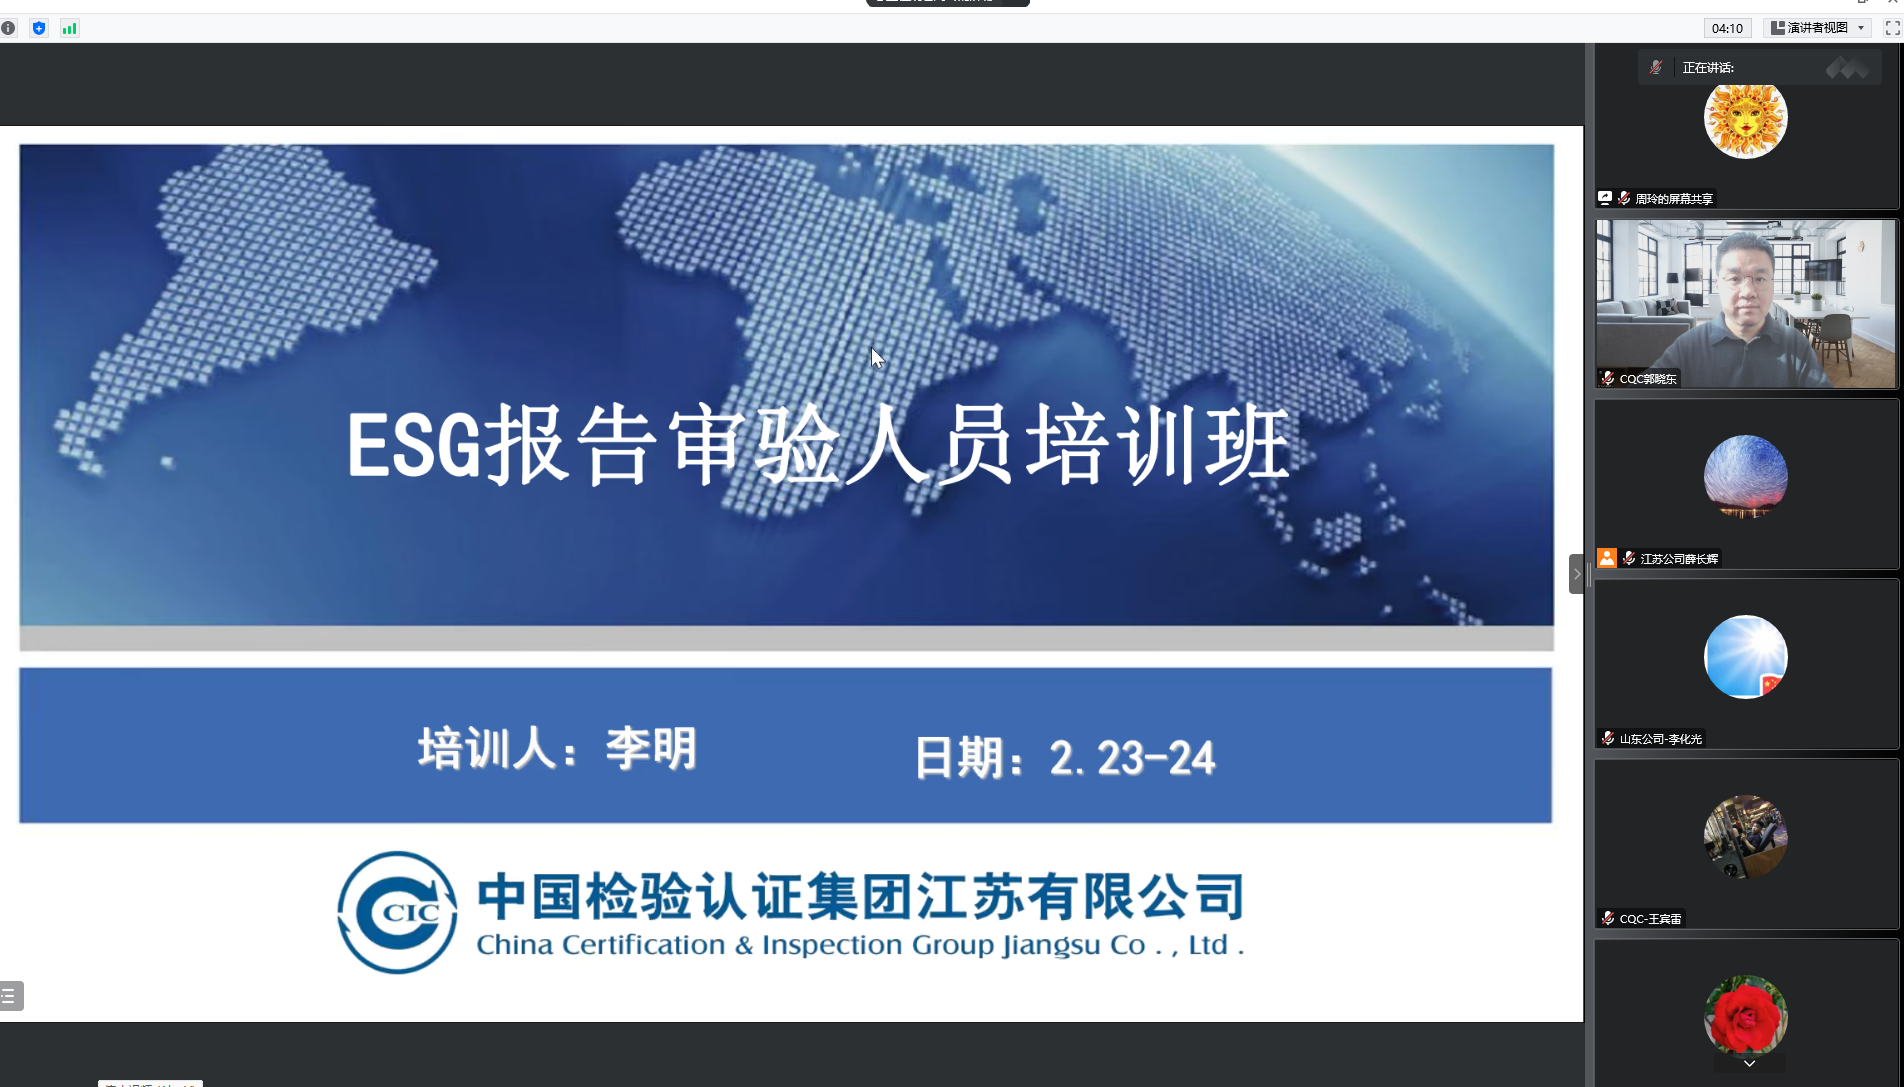 04:10
演讲者视图
正在讲话:
周玲的屏幕共享
CQC郭晓东
江苏公司薛长辉
山东公司-李化光
CQC-王宾雷
ESG报告审验人员培训班
培训人：李明
日期：2.23-24
CIC
中国检验认证集团江苏有限公司
China Certification & Inspection Group Jiangsu Co . , Ltd .